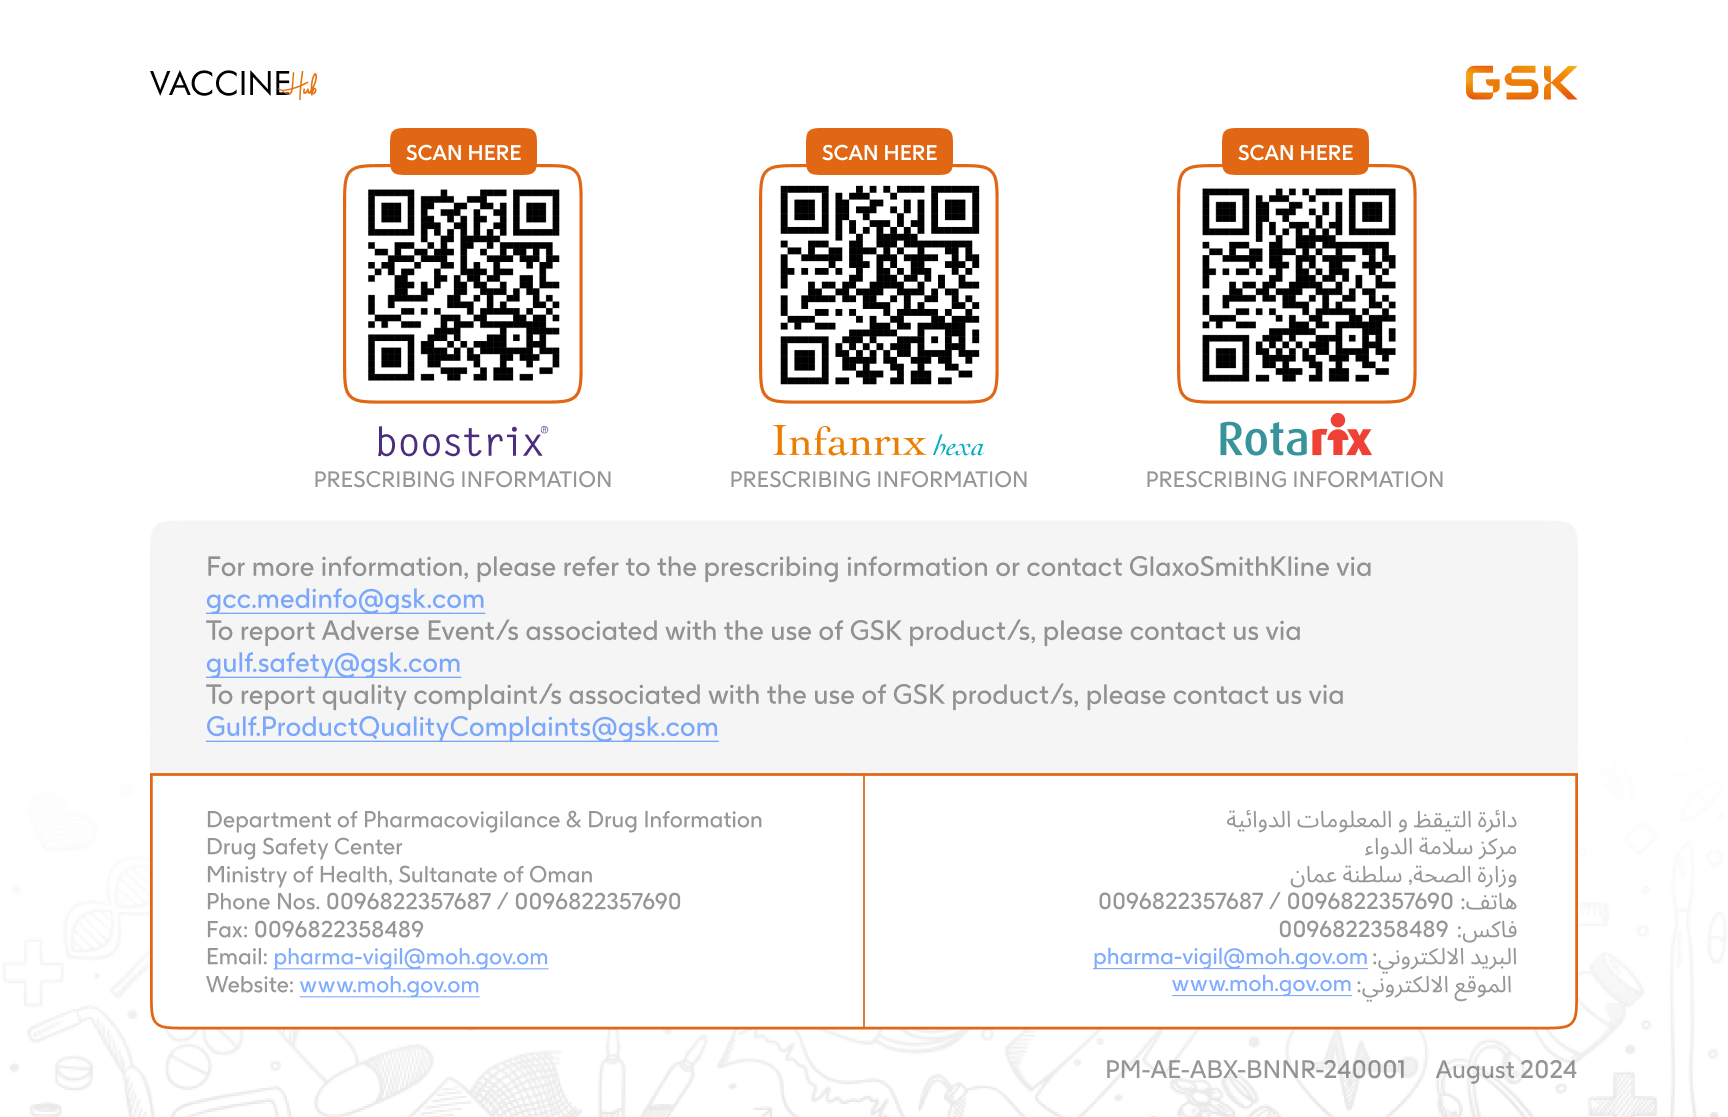 VACCINE Hub
GSK
SCAN HERE
SCAN HERE
SCAN HERE
boostrix®
Infanrix hexa
Rotarix
PRESCRIBING INFORMATION
PRESCRIBING INFORMATION
PRESCRIBING INFORMATION
For more information, please refer to the prescribing information or contact GlaxoSmithKline via
gcc.medinfo@gsk.com
To report Adverse Event/s associated with the use of GSK product/s, please contact us via
gulf.safety@gsk.com
To report quality complaint/s associated with the use of GSK product/s, please contact us via
Gulf.ProductQualityComplaints@gsk.com
Department of Pharmacovigilance & Drug Information
Drug Safety Center
Ministry of Health, Sultanate of Oman
Phone Nos. 0096822357687 / 0096822357690
Fax: 0096822358489
Email: pharma-vigil@moh.gov.om
Website: www.moh.gov.om
دائرة التيقظ و المعلومات الدوائية
مركز سلامة الدواء
وزارة الصحة, سلطنة عمان
هاتف: 0096822357687 / 0096822357690
فاكس: 0096822358489
البريد الالكتروني: pharma-vigil@moh.gov.om
الموقع الالكتروني: www.moh.gov.om
PM-AE-ABX-BNNR-240001 August 2024